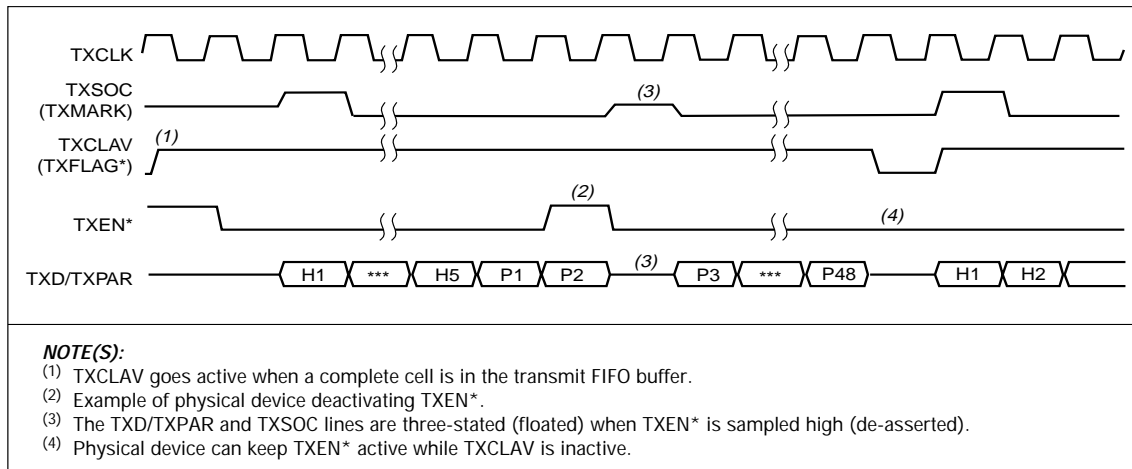 TXCLK
TXSOC
(TXMARK)
(3)
TXCLAV
(TXFLAG*)
(1)
TXEN*
(2)
(4)
TXD/TXPAR
H1
***
H5
P1
P2
(3)
P3
***
P48
H1
H2
NOTE(S):
(1) TXCLAV goes active when a complete cell is in the transmit FIFO buffer.
(2) Example of physical device deactivating TXEN*.
(3) The TXD/TXPAR and TXSOC lines are three-stated (floated) when TXEN* is sampled high (de-asserted).
(4) Physical device can keep TXEN* active while TXCLAV is inactive.